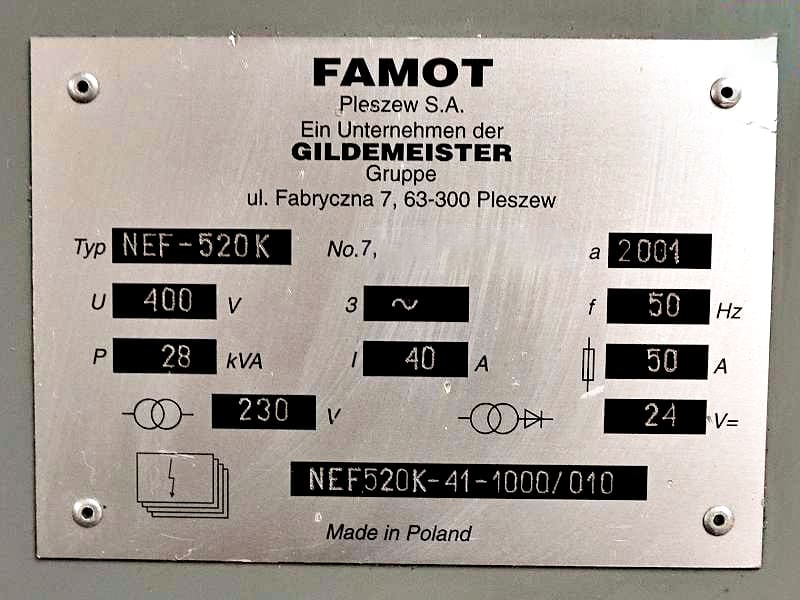 FAMOT
Pleszew S.A.
Ein Unternehmen der
GILDEMEISTER
Gruppe
ul. Fabryczna 7, 63-300 Pleszew
Typ NEF-520K No.7, a 2001
U 400 V 3 ~ f 50 Hz
P 28 kVA I 40 A 50 A
230 V 24 V=
NEF520K-41-1000/010
Made in Poland